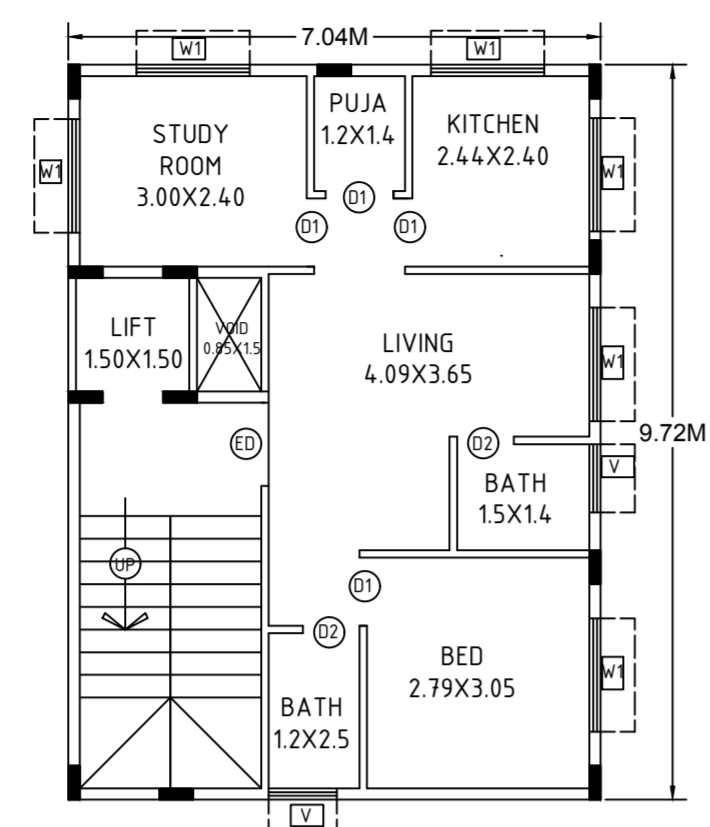 7.04M
W1
W1
PUJA
1.2X1.4
STUDY
ROOM
3.00X2.40
KITCHEN
2.44X2.40
W1
W1
D1
D1
D1
LIFT
1.50X1.50
VOID
0.85X1.5
LIVING
4.09X3.65
W1
9.72M
ED
D2
V
BATH
1.5X1.4
UP
D1
D2
BED
2.79X3.05
W1
BATH
1.2X2.5
V